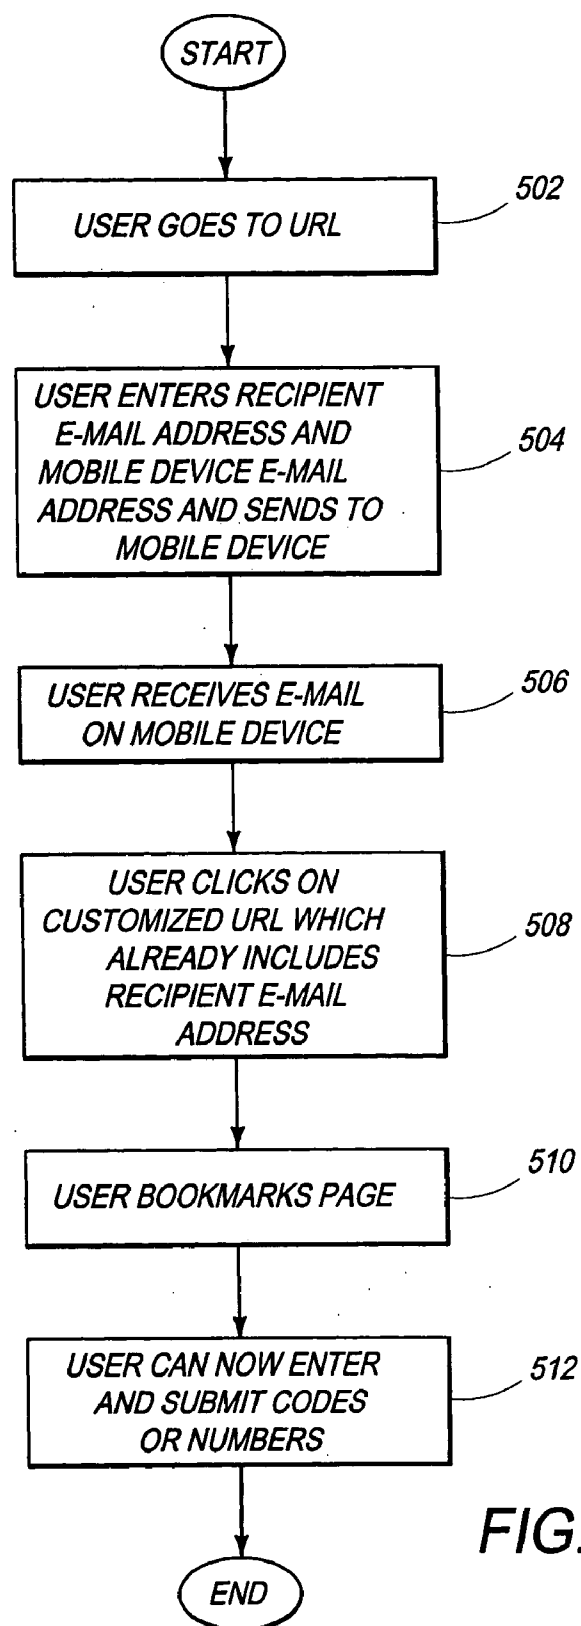 START
502
USER GOES TO URL
USER ENTERS RECIPIENT
E-MAIL ADDRESS AND
MOBILE DEVICE E-MAIL
ADDRESS AND SENDS TO
MOBILE DEVICE
504
USER RECEIVES E-MAIL
ON MOBILE DEVICE
506
USER CLICKS ON
CUSTOMIZED URL WHICH
ALREADY INCLUDES
RECIPIENT E-MAIL
ADDRESS
508
USER BOOKMARKS PAGE
510
USER CAN NOW ENTER
AND SUBMIT CODES
OR NUMBERS
512
FIG.
END